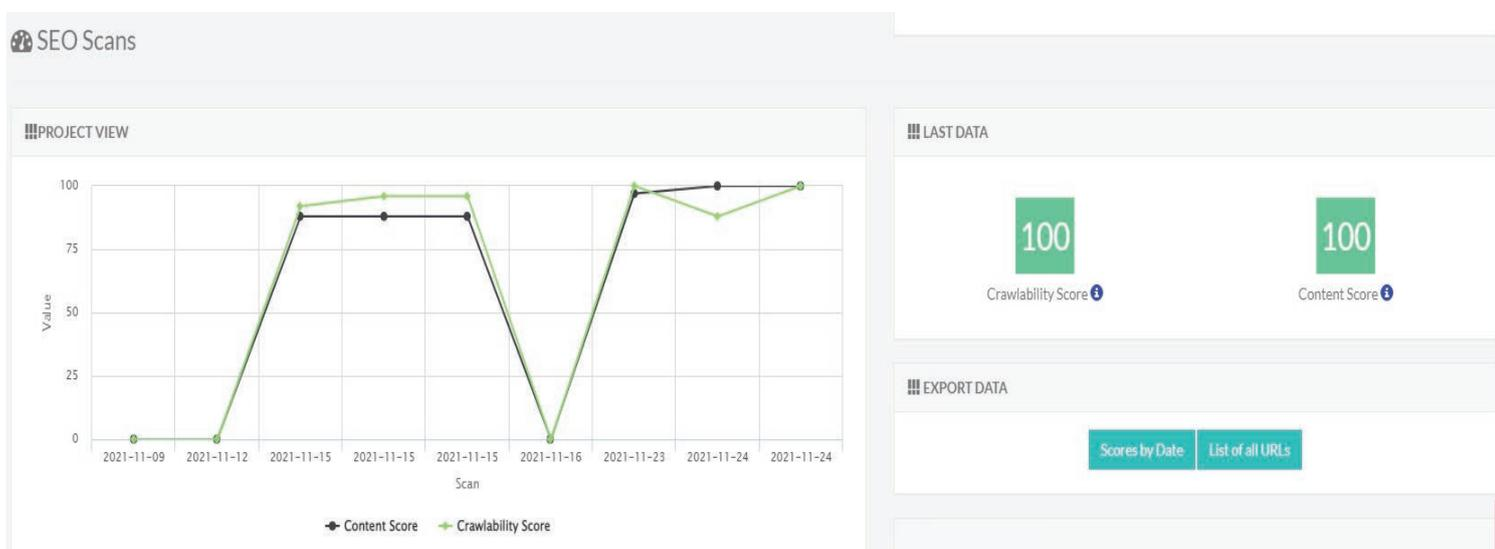 SEO Scans
PROJECT VIEW
100
75
50
25
0
Value
2021-11-09 2021-11-12 2021-11-15 2021-11-15 2021-11-15 2021-11-16 2021-11-23 2021-11-24 2021-11-24
Scan
Content Score Crawlability Score
LAST DATA
100 100
Crawlability Score Content Score
EXPORT DATA
Scores by Date List of all URLs